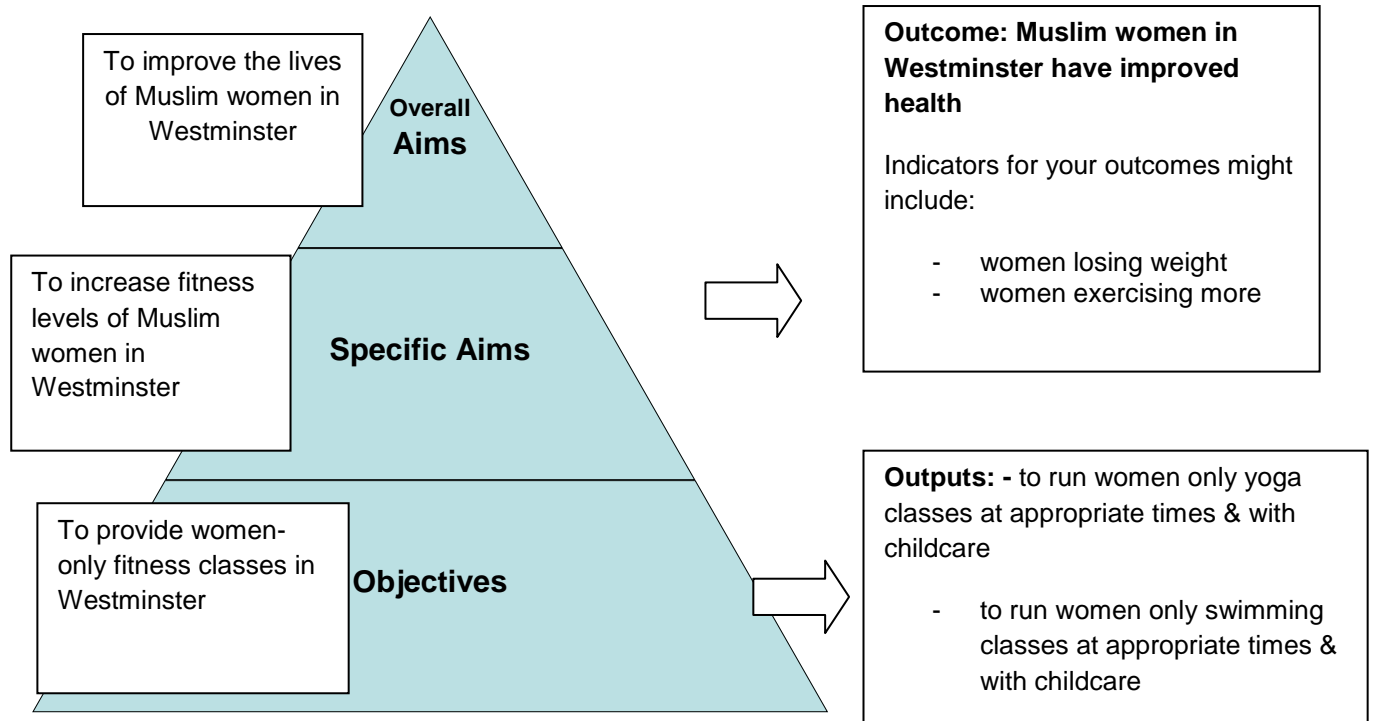 To improve the lives
of Muslim women in
Westminster
Overall
Aims
Outcome: Muslim women in
Westminster have improved
health
Indicators for your outcomes might
include:
- women losing weight
- women exercising more
To increase fitness
levels of Muslim
women in
Westminster
Specific Aims
To provide women-
only fitness classes in
Westminster
Objectives
Outputs: - to run women only yoga
classes at appropriate times & with
childcare
- to run women only swimming
classes at appropriate times &
with childcare